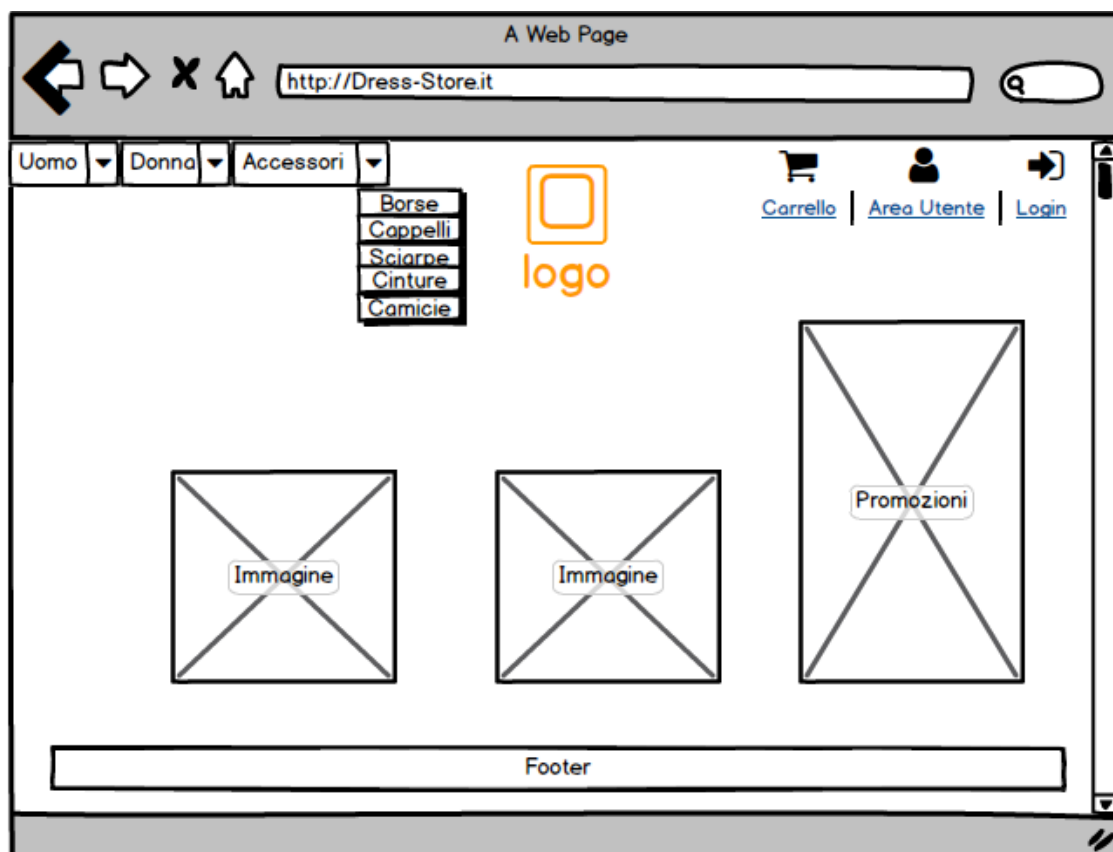 A Web Page
http://Dress-Store.it
Uomo Donna Accessori
Borse
Cappelli
Sciarpe
Cinture
Camicie
logo
Carrello Area Utente Login
Immagine Immagine Promozioni
Footer